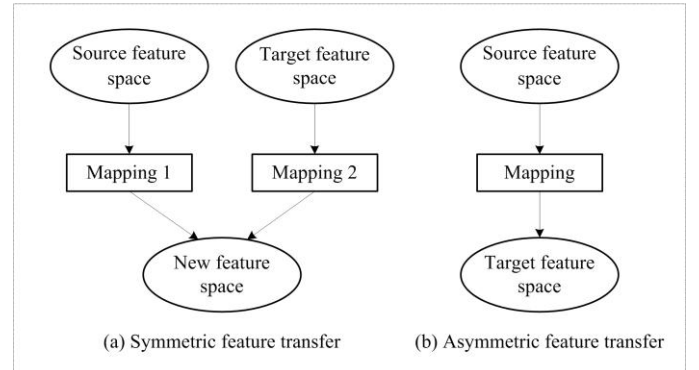 Source feature
space
Target feature
space
Source feature
space
Mapping 1
Mapping 2
Mapping
New feature
space
Target feature
space
(a) Symmetric feature transfer
(b) Asymmetric feature transfer